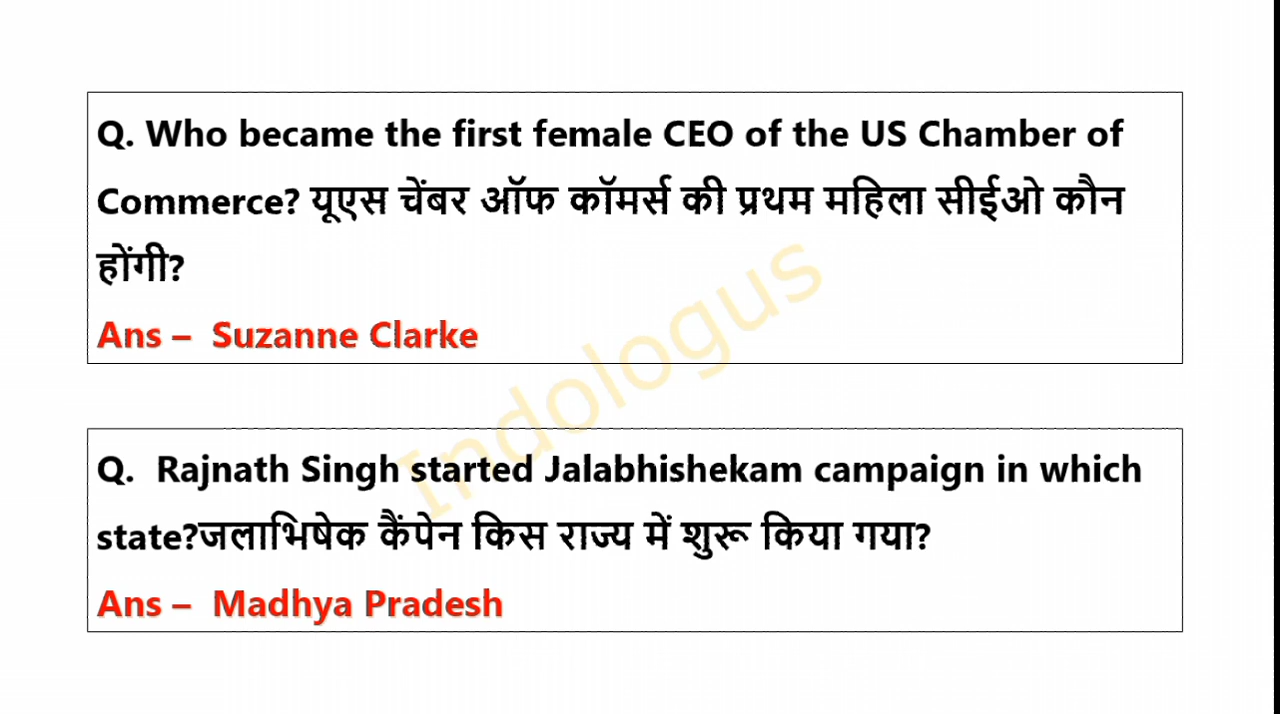 Q. Who became the first female CEO of the US Chamber of
Commerce? यूएस चेंबर ऑफ कॉमर्स की प्रथम महिला सीईओ कौन
होंगी?
Ans – Suzanne Clarke
Indologus
Q. Rajnath Singh started Jalabhishekam campaign in which
state?जलाभिषेक कैंपेन किस राज्य में शुरू किया गया?
Ans – Madhya Pradesh